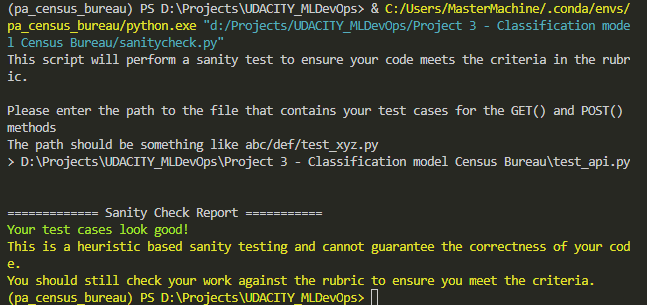 (pa_census_bureau) PS D:\Projects\UDACITY_MLDevOps> & C:/Users/MasterMachine/.conda/envs/
pa_census_bureau/python.exe "d:/Projects/UDACITY_MLDevOps/Project 3 - Classification mode
l Census Bureau/sanitycheck.py"
This script will perform a sanity test to ensure your code meets the criteria in the rubr
ic.
Please enter the path to the file that contains your test cases for the GET() and POST()
methods
The path should be something like abc/def/test_xyz.py
> D:\Projects\UDACITY_MLDevOps\Project 3 - Classification model Census Bureau\test_api.py
============= Sanity Check Report ===========
Your test cases look good!
This is a heuristic based sanity testing and cannot guarantee the correctness of your cod
e.
You should still check your work against the rubric to ensure you meet the criteria.
(pa_census_bureau) PS D:\Projects\UDACITY_MLDevOps>